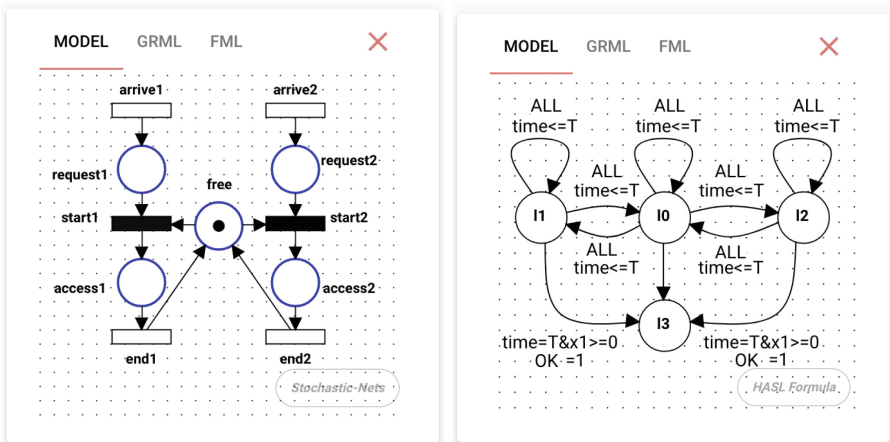 MODEL GRML FML
arrive1 arrive2
request1 request2
free
start1 start2
access1 access2
end1 end2
Stochastic-Nets
MODEL GRML FML
ALL ALL ALL
time<=T time<=T time<=T
ALL ALL
time<=T time<=T
l1 l0 l2
ALL ALL
time<=T time<=T
l3
time=T&x1>=0 time=T&x1>=0
OK =1 OK =1
HASL Formula